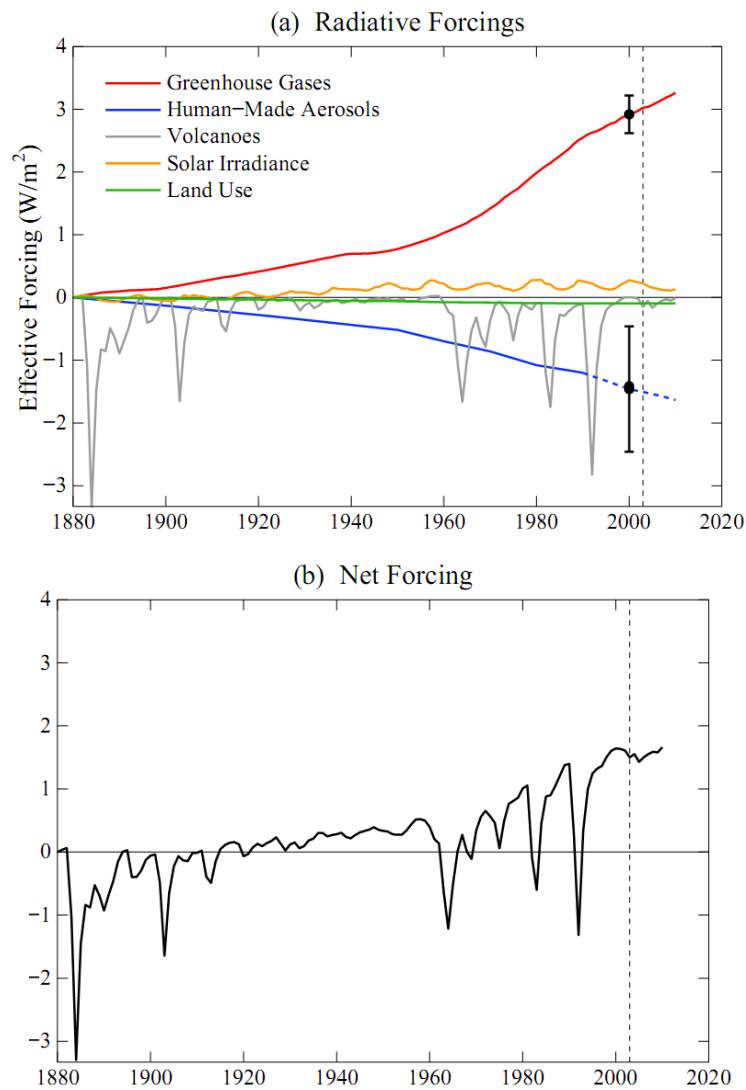 (a) Radiative Forcings
4
Greenhouse Gases
Human−Made Aerosols
3
Volcanoes
Solar Irradiance
2
Land Use
Effective Forcing (W/m²)
1
0
−1
−2
−3
1880 1900 1920 1940 1960 1980 2000 2020
(b) Net Forcing
4
3
2
1
0
−1
−2
−3
1880 1900 1920 1940 1960 1980 2000 2020